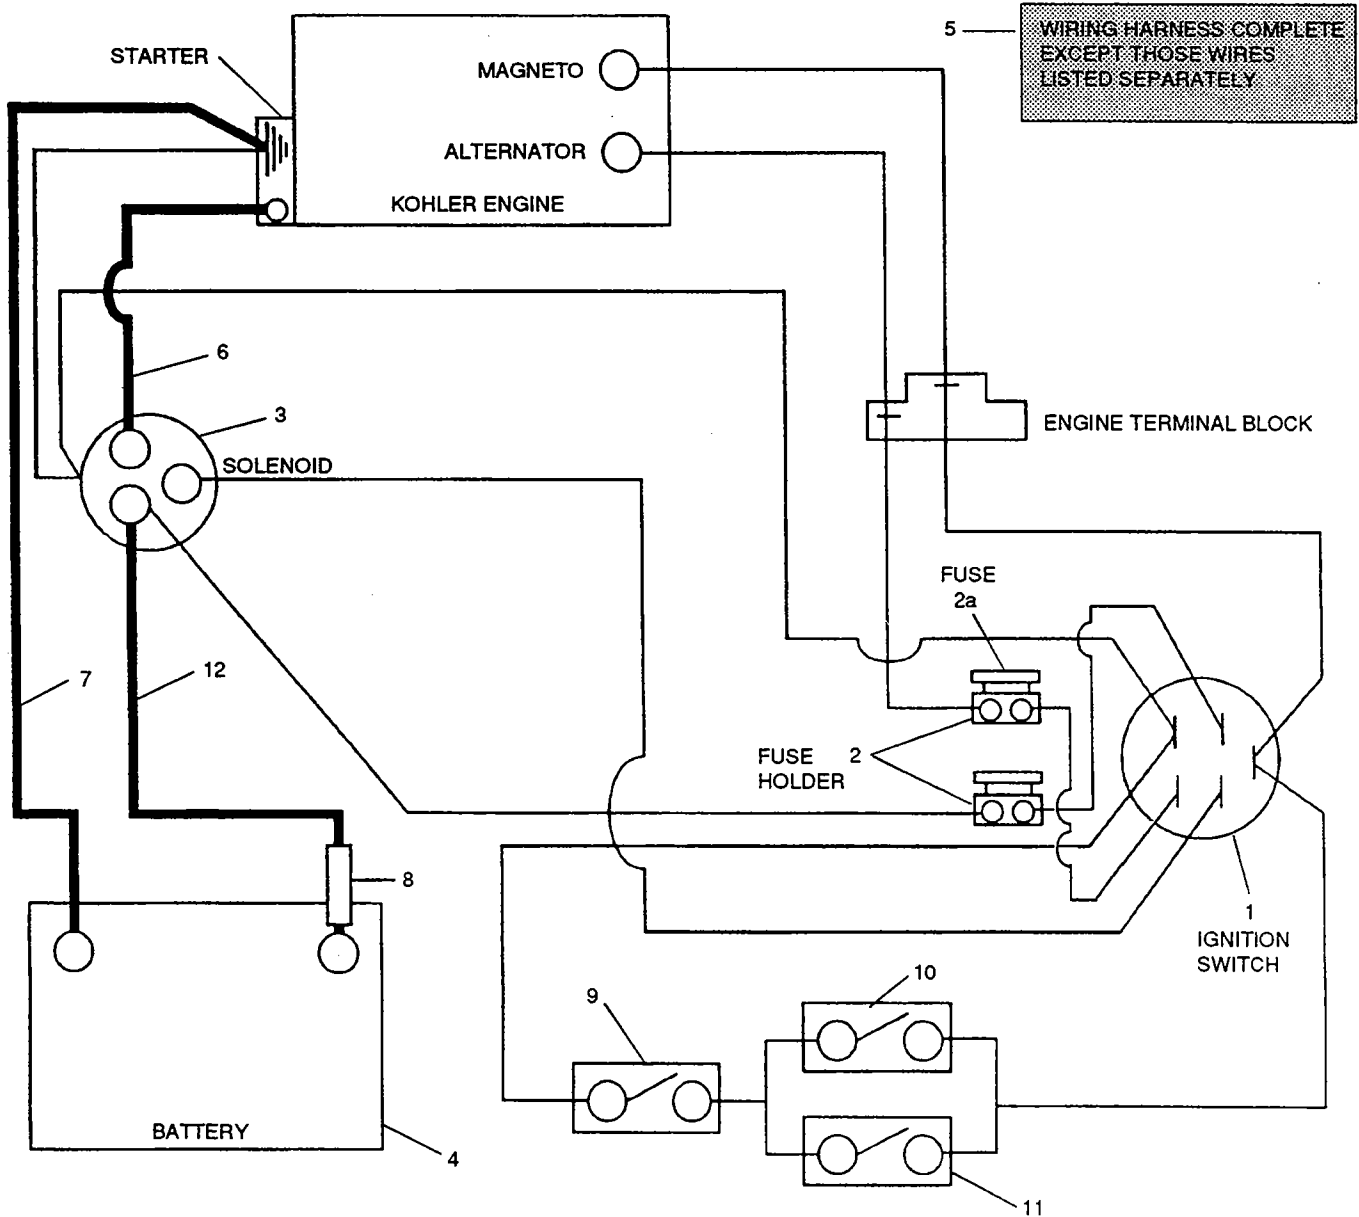 5
WIRING HARNESS COMPLETE
EXCEPT THOSE WIRES
LISTED SEPARATELY
STARTER
MAGNETO
ALTERNATOR
KOHLER ENGINE
6
3
ENGINE TERMINAL BLOCK
SOLENOID
FUSE
2a
7
12
FUSE
HOLDER
2
8
1
IGNITION
SWITCH
10
9
BATTERY
4
11